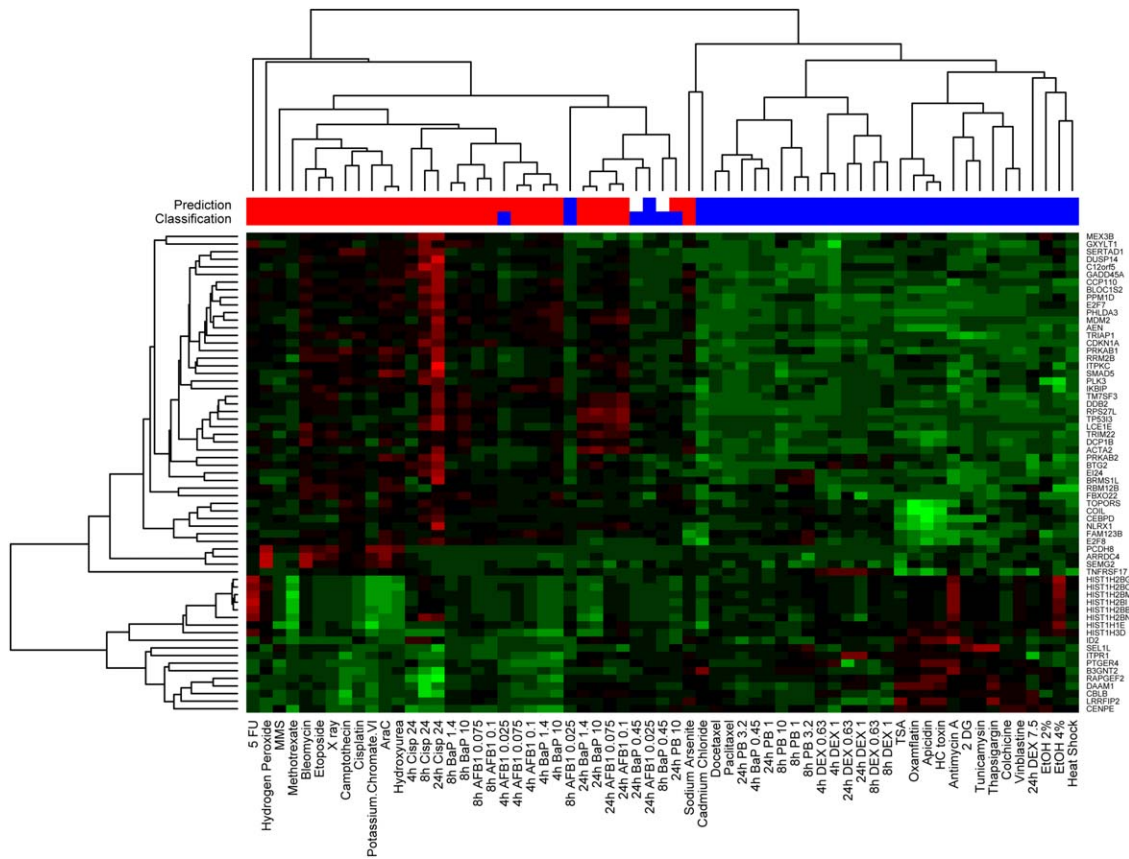 Prediction
Classification
MEX3B
GXYLT1
SERTAD1
DUSP14
C12orf5
GADD45A
CCP110
BLOC1S2
PPM1D
E2F7
PHLDA3
MDM2
AEN
TRIAP1
CDKN1A
PRKAB1
RRM2B
ITPKC
SMAD5
PLK3
IKBIP
TM7SF3
DDB2
RPS27L
TP53I3
LCE1E
TRIM22
DCP1B
ACTA2
PRKAB2
BTG2
EI24
BRMS1L
RBM12B
FBXO22
TOPORS
COIL
CEBPD
NLRX1
FAM123B
E2F8
PCDH8
ARRDC4
SEMG2
TNFRSF17
HIST1H2BG
HIST1H2BC
HIST1H2BM
HIST1H2BI
HIST1H2BE
HIST1H2BN
HIST1H1E
HIST1H3D
ID2
SEL1L
ITPR1
PTGER4
B3GNT2
RAPGEF2
DAAM1
CBLB
LRRFIP2
CENPE
5 FU
Hydrogen Peroxide
MMS
Methotrexate
Bleomycin
Etoposide
X ray
Camptothecin
Cisplatin
Potassium.Chromate.VI
AraC
Hydroxyurea
4h Cisp 24
8h Cisp 24
24h Cisp 24
8h BaP 1.4
8h BaP 10
8h AFB1 0.075
8h AFB1 0.1
4h AFB1 0.025
4h AFB1 0.075
4h AFB1 0.1
4h BaP 1.4
4h BaP 10
8h AFB1 0.025
24h BaP 1.4
24h BaP 10
24h AFB1 0.075
24h AFB1 0.1
24h BaP 0.45
24h AFB1 0.025
8h BaP 0.45
24h PB 10
Sodium Arsenite
Cadmium Chloride
Docetaxel
Paclitaxel
24h PB 3.2
4h BaP 0.45
24h PB 1
8h PB 10
8h PB 1
8h PB 3.2
4h DEX 0.63
4h DEX 1
24h DEX 0.63
24h DEX 1
8h DEX 0.63
8h DEX 1
TSA
Oxamflatin
Apicidin
HC toxin
Antimycin A
2 DG
Tunicamysin
Thapsigargin
Colchicine
Vinblastine
24h DEX 7.5
EtOH 2%
EtOH 4%
Heat Shock